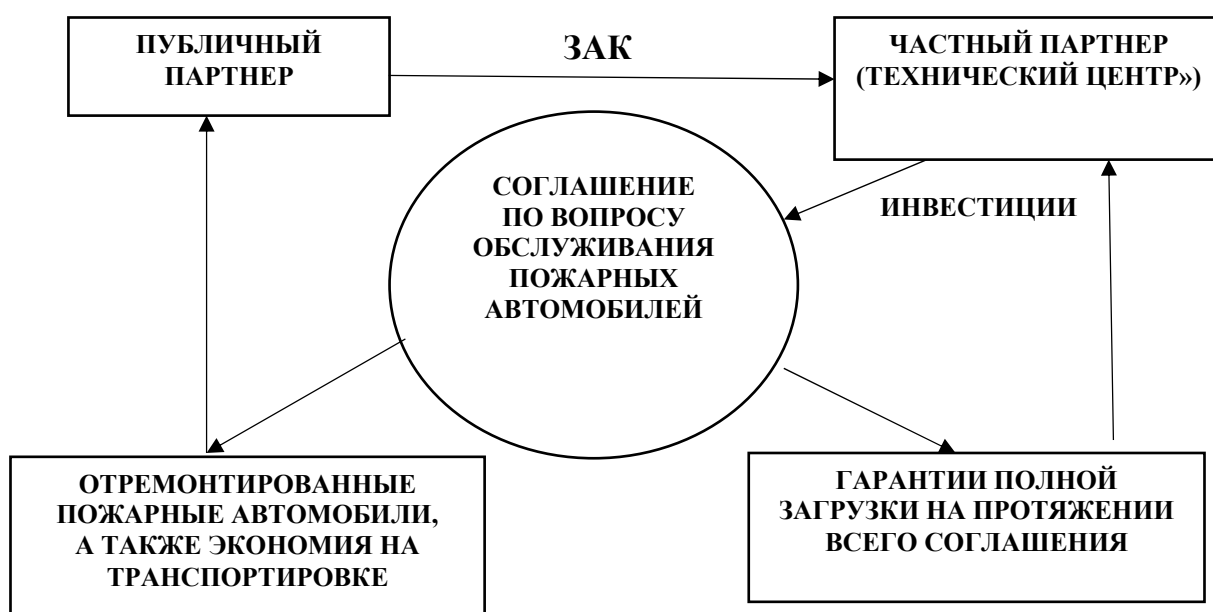 ПУБЛИЧНЫЙ
ПАРТНЕР
ЗАК
ЧАСТНЫЙ ПАРТНЕР
(ТЕХНИЧЕСКИЙ ЦЕНТР»)
СОГЛАШЕНИЕ
ПО ВОПРОСУ
ОБСЛУЖИВАНИЯ
ПОЖАРНЫХ
АВТОМОБИЛЕЙ
ИНВЕСТИЦИИ
ОТРЕМОНТИРОВАННЫЕ
ПОЖАРНЫЕ АВТОМОБИЛИ,
А ТАКЖЕ ЭКОНОМИЯ НА
ТРАНСПОРТИРОВКЕ
ГАРАНТИИ ПОЛНОЙ
ЗАГРУЗКИ НА ПРОТЯЖЕНИИ
ВСЕГО СОГЛАШЕНИЯ